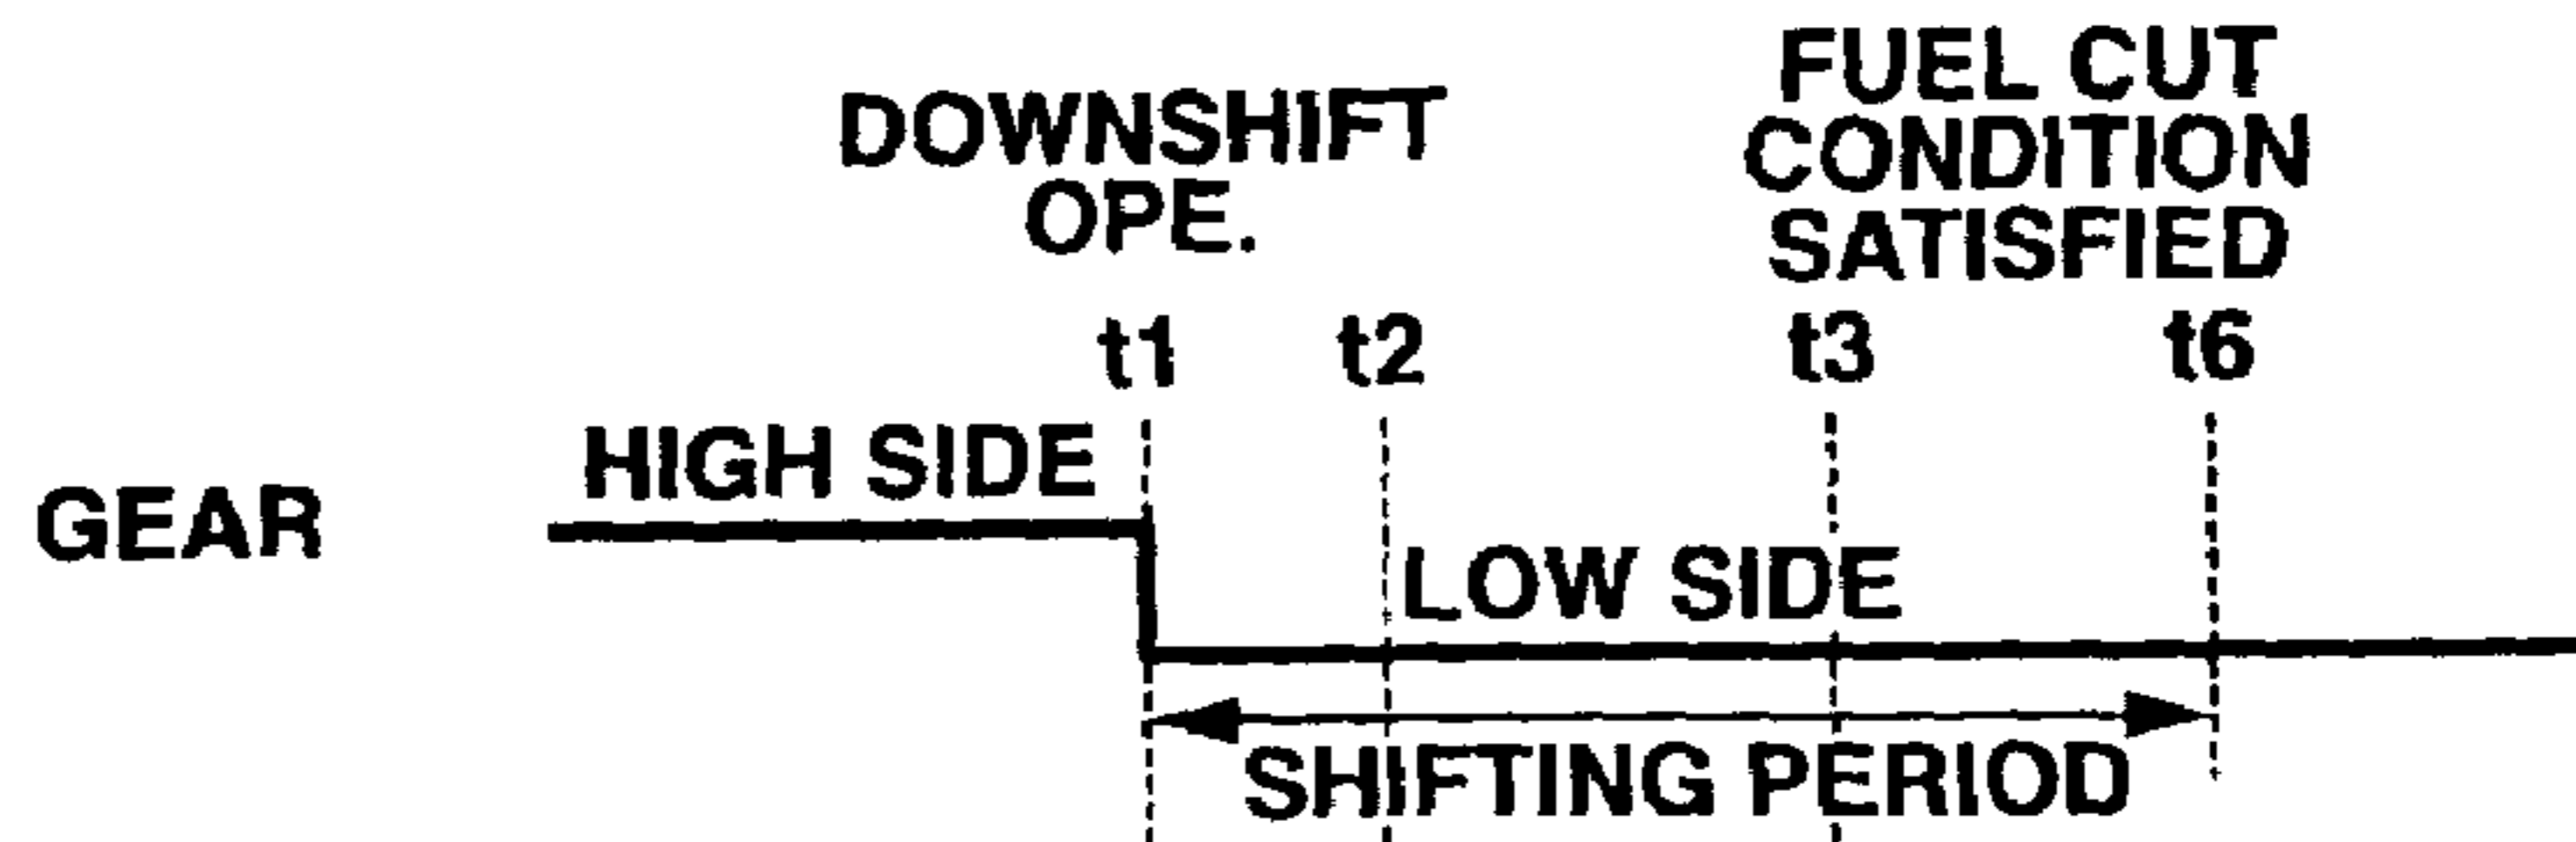 DOWNSHIFT
OPE.
FUEL CUT
CONDITION
SATISFIED
t1 t2 t3 t6
GEAR
HIGH SIDE
LOW SIDE
SHIFTING PERIOD